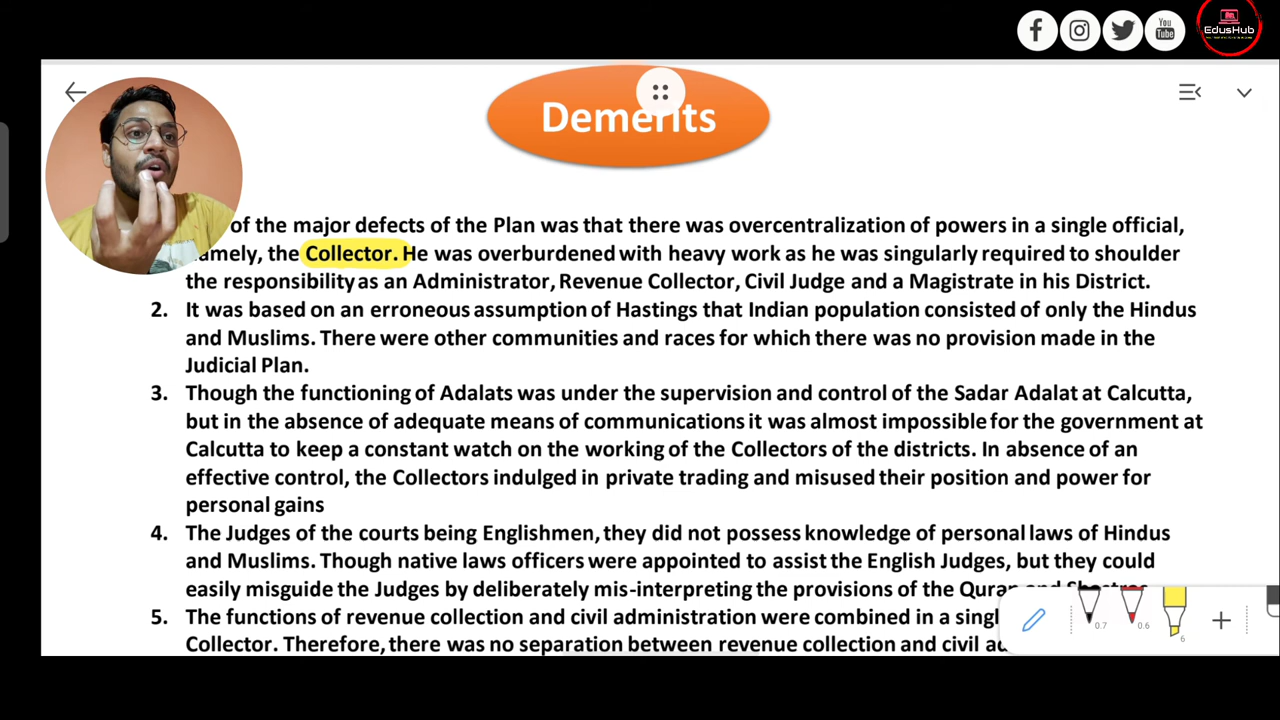 f
You
Tube
EdusHub
Demerits
of the major defects of the Plan was that there was overcentralization of powers in a single official,
amely, the Collector. He was overburdened with heavy work as he was singularly required to shoulder
the responsibility as an Administrator, Revenue Collector, Civil Judge and a Magistrate in his District.
2. It was based on an erroneous assumption of Hastings that Indian population consisted of only the Hindus
and Muslims. There were other communities and races for which there was no provision made in the
Judicial Plan.
3. Though the functioning of Adalats was under the supervision and control of the Sadar Adalat at Calcutta,
but in the absence of adequate means of communications it was almost impossible for the government at
Calcutta to keep a constant watch on the working of the Collectors of the districts. In absence of an
effective control, the Collectors indulged in private trading and misused their position and power for
personal gains
4. The Judges of the courts being Englishmen, they did not possess knowledge of personal laws of Hindus
and Muslims. Though native laws officers were appointed to assist the English Judges, but they could
easily misguide the Judges by deliberately mis-interpreting the provisions of the Quran and Shastras
5. The functions of revenue collection and civil administration were combined in a singl
Collector. Therefore, there was no separation between revenue collection and civil ad
0.7
0.6
6